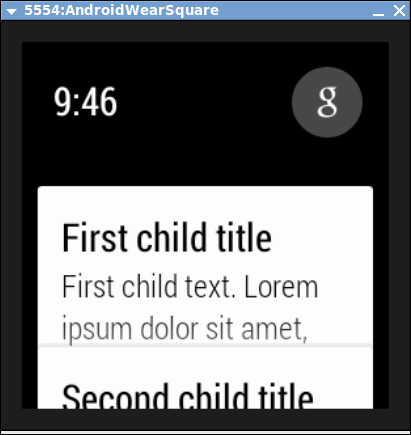 5554:AndroidWearSquare
9:46
g
First child title
First child text. Lorem
ipsum dolor sit amet,
Second child title